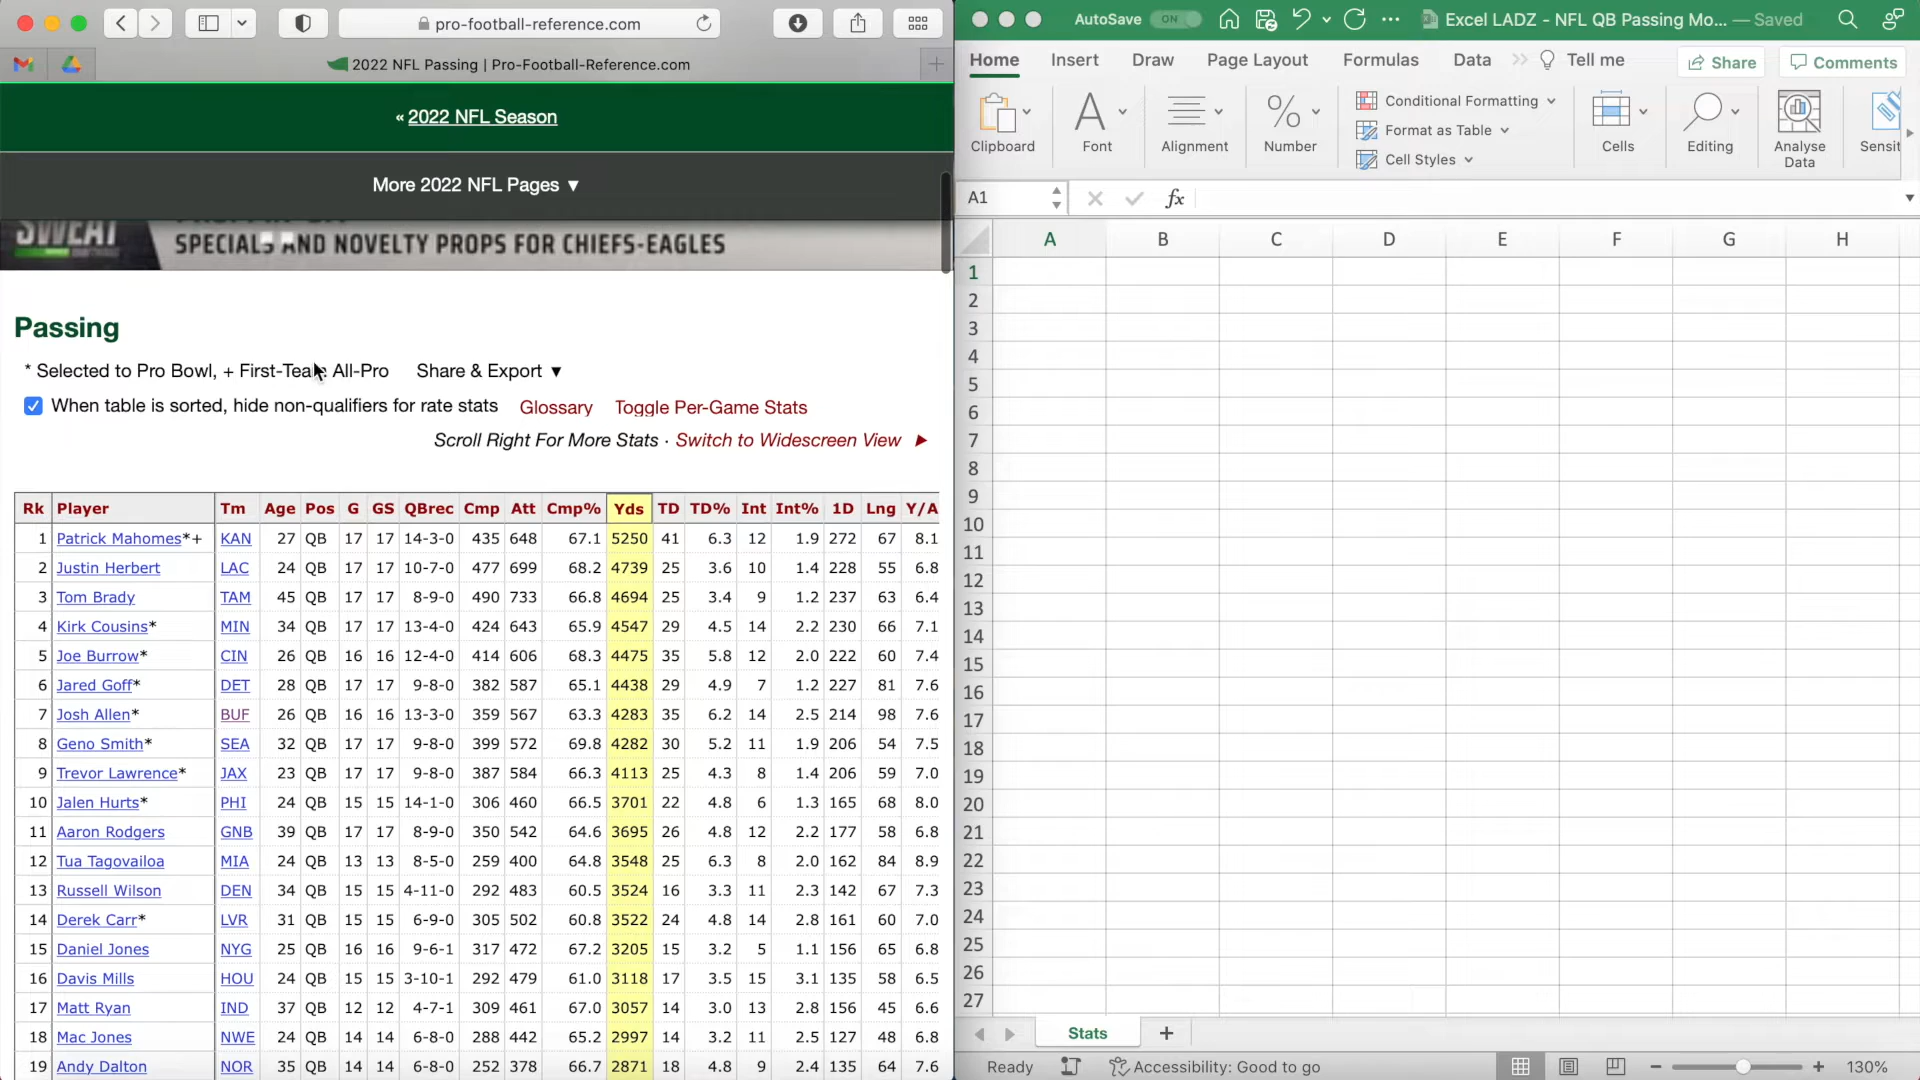 pro-football-reference.com
2022 NFL Passing | Pro-Football-Reference.com
« 2022 NFL Season
More 2022 NFL Pages ▼
SWEAT
SPECIALS AND NOVELTY PROPS FOR CHIEFS-EAGLES
Passing
* Selected to Pro Bowl, + First-Team All-Pro Share & Export ▼
When table is sorted, hide non-qualifiers for rate stats Glossary Toggle Per-Game Stats
Scroll Right For More Stats · Switch to Widescreen View ►
Rk Player Tm Age Pos G GS QBrec Cmp Att Cmp% Yds TD TD% Int Int% 1D Lng Y/A
1 Patrick Mahomes*+ KAN 27 QB 17 17 14-3-0 435 648 67.1 5250 41 6.3 12 1.9 272 67 8.1
2 Justin Herbert LAC 24 QB 17 17 10-7-0 477 699 68.2 4739 25 3.6 10 1.4 228 55 6.8
3 Tom Brady TAM 45 QB 17 17 8-9-0 490 733 66.8 4694 25 3.4 9 1.2 237 63 6.4
4 Kirk Cousins* MIN 34 QB 17 17 13-4-0 424 643 65.9 4547 29 4.5 14 2.2 230 66 7.1
5 Joe Burrow* CIN 26 QB 16 16 12-4-0 414 606 68.3 4475 35 5.8 12 2.0 222 60 7.4
6 Jared Goff* DET 28 QB 17 17 9-8-0 382 587 65.1 4438 29 4.9 7 1.2 227 81 7.6
7 Josh Allen* BUF 26 QB 16 16 13-3-0 359 567 63.3 4283 35 6.2 14 2.5 214 98 7.6
8 Geno Smith* SEA 32 QB 17 17 9-8-0 399 572 69.8 4282 30 5.2 11 1.9 206 54 7.5
9 Trevor Lawrence* JAX 23 QB 17 17 9-8-0 387 584 66.3 4113 25 4.3 8 1.4 206 59 7.0
10 Jalen Hurts* PHI 24 QB 15 15 14-1-0 306 460 66.5 3701 22 4.8 6 1.3 165 68 8.0
11 Aaron Rodgers GNB 39 QB 17 17 8-9-0 350 542 64.6 3695 26 4.8 12 2.2 177 58 6.8
12 Tua Tagovailoa MIA 24 QB 13 13 8-5-0 259 400 64.8 3548 25 6.3 8 2.0 162 84 8.9
13 Russell Wilson DEN 34 QB 15 15 4-11-0 292 483 60.5 3524 16 3.3 11 2.3 142 67 7.3
14 Derek Carr* LVR 31 QB 15 15 6-9-0 305 502 60.8 3522 24 4.8 14 2.8 161 60 7.0
15 Daniel Jones NYG 25 QB 16 16 9-6-1 317 472 67.2 3205 15 3.2 5 1.1 156 65 6.8
16 Davis Mills HOU 24 QB 15 15 3-10-1 292 479 61.0 3118 17 3.5 15 3.1 135 58 6.5
17 Matt Ryan IND 37 QB 12 12 4-7-1 309 461 67.0 3057 14 3.0 13 2.8 156 45 6.6
18 Mac Jones NWE 24 QB 14 14 6-8-0 288 442 65.2 2997 14 3.2 11 2.5 127 48 6.8
19 Andy Dalton NOR 35 QB 14 14 6-8-0 252 378 66.7 2871 18 4.8 9 2.4 135 64 7.6
AutoSave ON Excel LADZ - NFL QB Passing Mo... — Saved
Home Insert Draw Page Layout Formulas Data Tell me Share Comments
Clipboard Font Alignment Number Conditional Formatting Format as Table Cell Styles Cells Editing Analyse Data Sensit
A1 fx
A B C D E F G H
1
2
3
4
5
6
7
8
9
10
11
12
13
14
15
16
17
18
19
20
21
22
23
24
25
26
27
Stats
Ready Accessibility: Good to go 130%